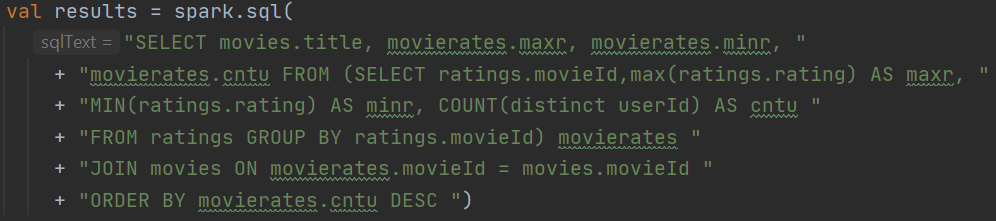 val results = spark.sql(
sqlText = "SELECT movies.title, movierates.maxr, movierates.minr, "
+ "movierates.cntu FROM (SELECT ratings.movieId,max(ratings.rating) AS maxr, "
+ "MIN(ratings.rating) AS minr, COUNT(distinct userId) AS cntu "
+ "FROM ratings GROUP BY ratings.movieId) movierates "
+ "JOIN movies ON movierates.movieId = movies.movieId "
+ "ORDER BY movierates.cntu DESC ")